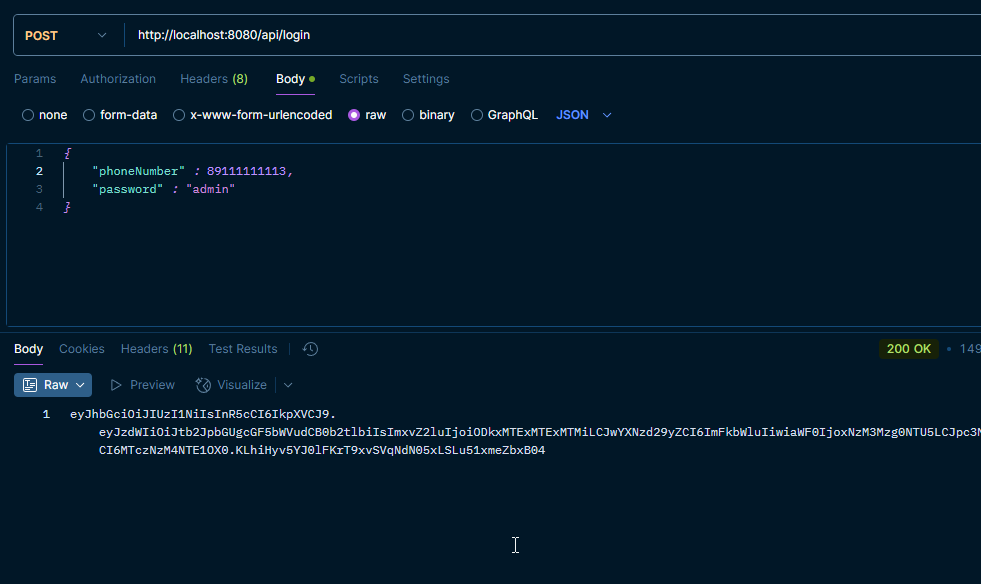 POST http://localhost:8080/api/login
Params Authorization Headers (8) Body Scripts Settings
none form-data x-www-form-urlencoded raw binary GraphQL JSON
1 {
2 "phoneNumber" : 89111111113,
3 "password" : "admin"
4 }
Body Cookies Headers (11) Test Results 200 OK • 149
Raw Preview Visualize
1 eyJhbGciOiJIUzI1NiIsInR5cCI6IkpXVCJ9.
eyJzdWIiOiJtb2JpbGUgcGF5bWVudCB0b2tlbiIsImxvZ2luIjoiODkxMTExMTExMTMiLCJwYXNzd29yZCI6ImFkbWluIiwiaWF0IjoxNzM3Mzg0NTU5LCJpc3M
CI6MTczNzM4NTE1OX0.KLhiHyv5YJ0lFKrT9xvSVqNdN05xLSLu51xmeZbxB04